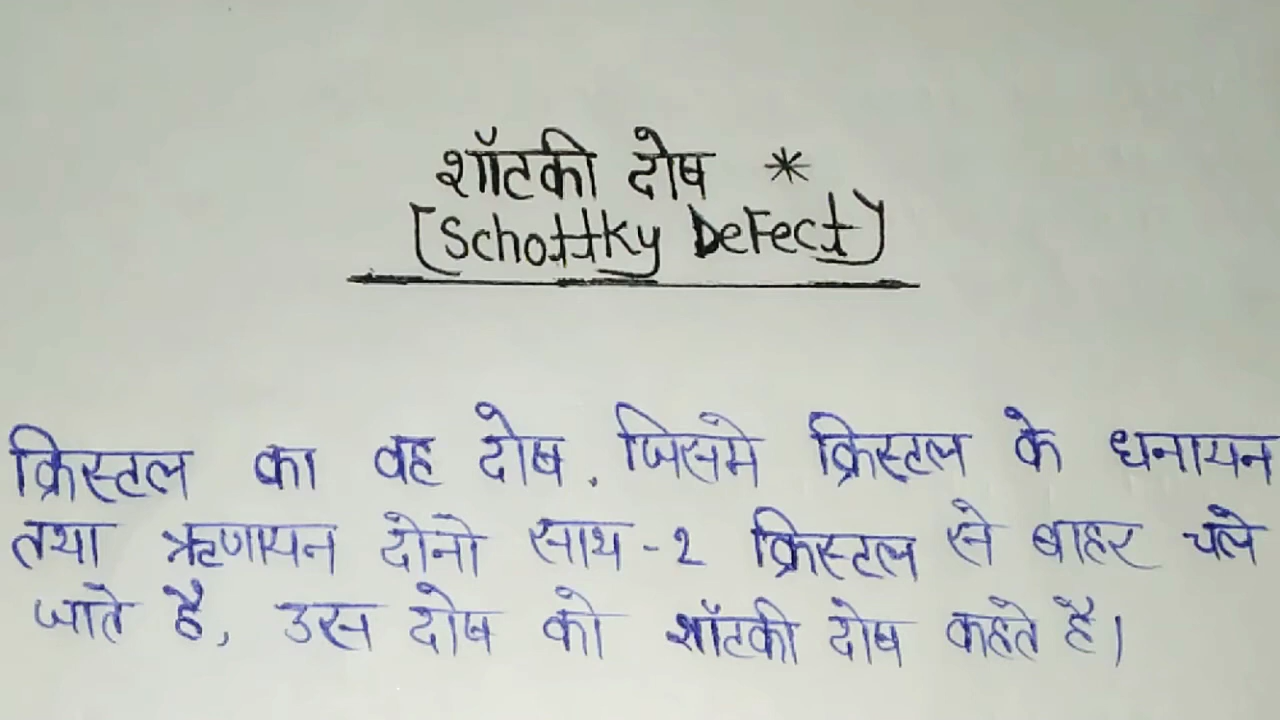 शॉटकी दोष *
[Schottky Defect]
क्रिस्टल का वह दोष, जिसमे क्रिस्टल के धनायन
तथा ऋणायन दोनो साथ-2 क्रिस्टल से बाहर चले
जाते है, उस दोष को शॉटकी दोष कहते है।